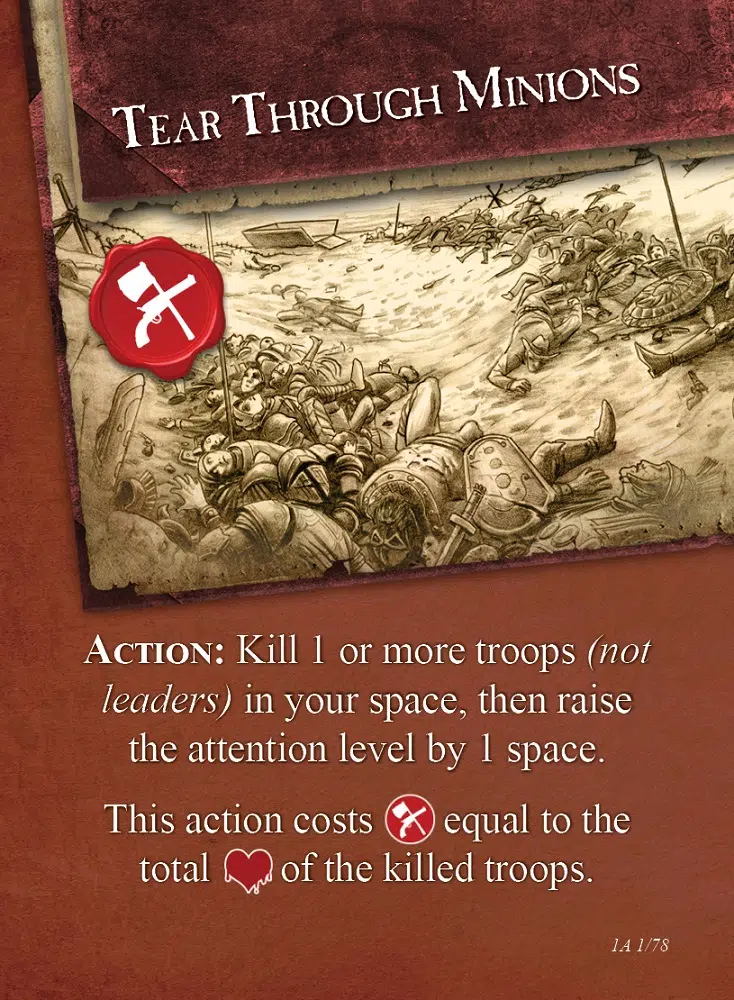 Tear Through Minions
Action: Kill 1 or more troops (not
leaders) in your space, then raise
the attention level by 1 space.
This action costs equal to the
total of the killed troops.
1A 1/78